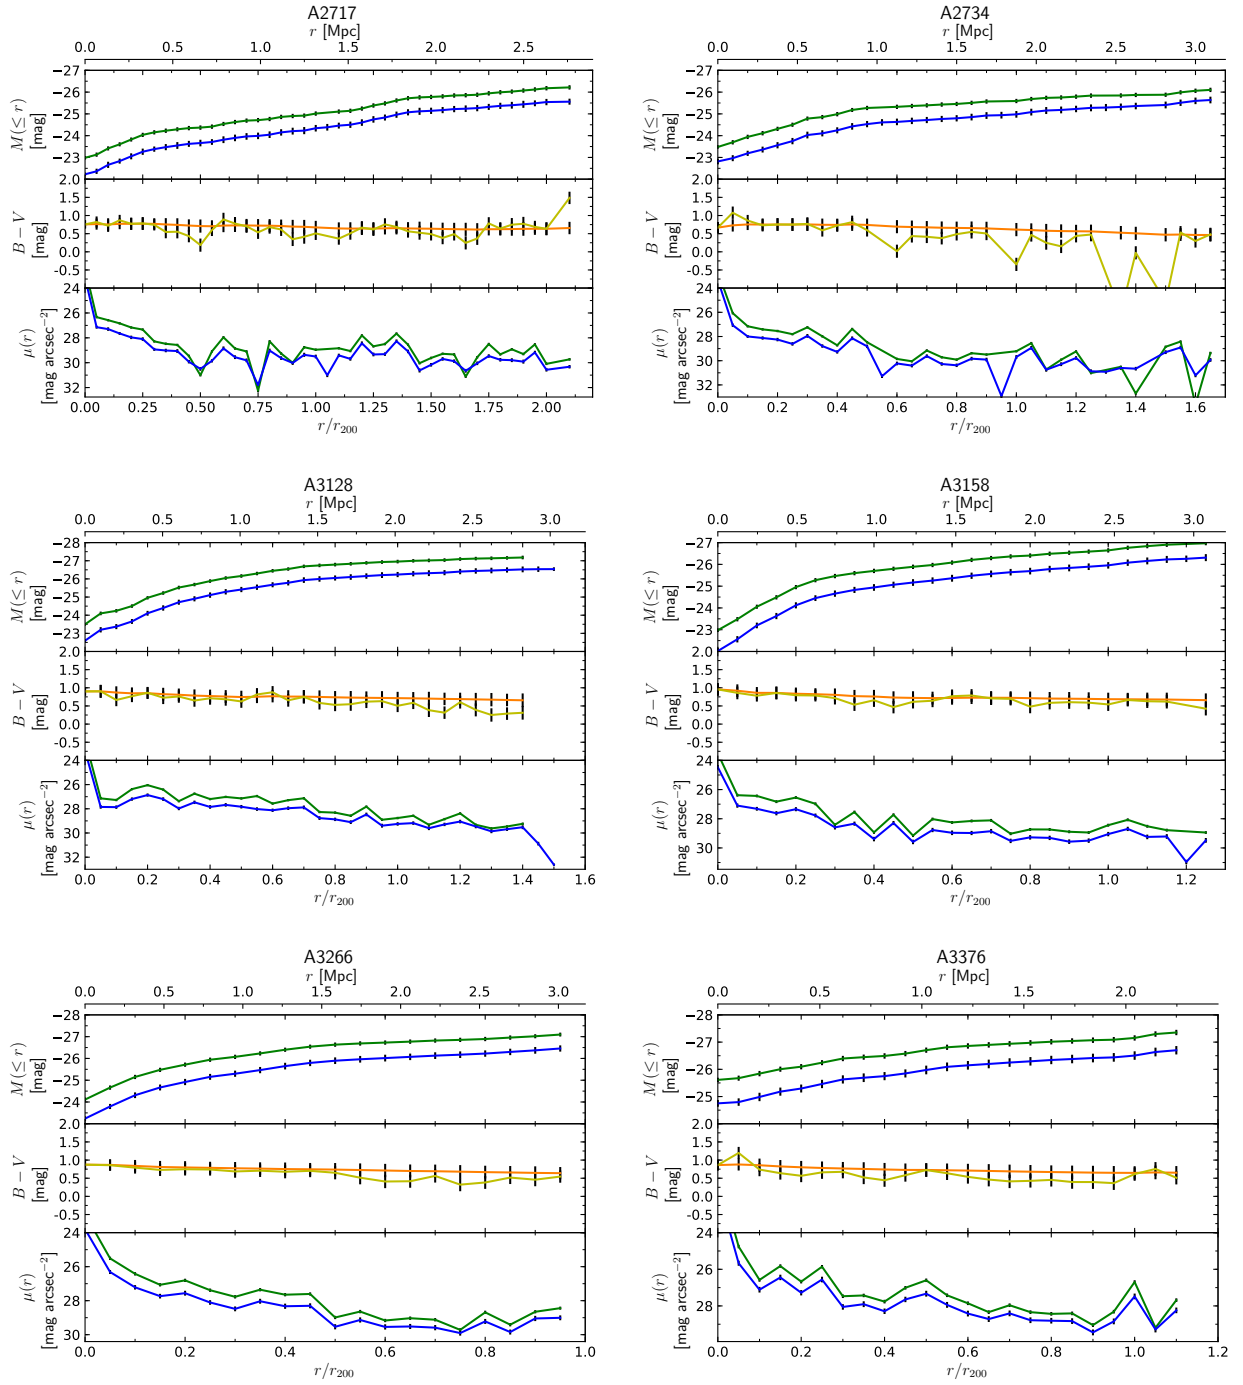 A2717
r [Mpc]
0.0 0.5 1.0 1.5 2.0 2.5
−27
−26
−25
−24
−23
M(≤ r)
[mag]
2.0
1.5
1.0
0.5
0.0
-0.5
B − V
[mag]
24
26
28
30
32
μ(r)
[mag arcsec−2]
0.00 0.25 0.50 0.75 1.00 1.25 1.50 1.75 2.00
r/r200
A2734
r [Mpc]
0.0 0.5 1.0 1.5 2.0 2.5 3.0
−27
−26
−25
−24
−23
M(≤ r)
[mag]
2.0
1.5
1.0
0.5
0.0
-0.5
B − V
[mag]
24
26
28
30
32
μ(r)
[mag arcsec−2]
0.0 0.2 0.4 0.6 0.8 1.0 1.2 1.4 1.6
r/r200
A3128
r [Mpc]
0.0 0.5 1.0 1.5 2.0 2.5 3.0
−28
−27
−26
−25
−24
−23
M(≤ r)
[mag]
2.0
1.5
1.0
0.5
0.0
-0.5
B − V
[mag]
24
26
28
30
32
μ(r)
[mag arcsec−2]
0.0 0.2 0.4 0.6 0.8 1.0 1.2 1.4 1.6
r/r200
A3158
r [Mpc]
0.0 0.5 1.0 1.5 2.0 2.5 3.0
−27
−26
−25
−24
−23
−22
M(≤ r)
[mag]
2.0
1.5
1.0
0.5
0.0
-0.5
B − V
[mag]
24
26
28
30
μ(r)
[mag arcsec−2]
0.0 0.2 0.4 0.6 0.8 1.0 1.2
r/r200
A3266
r [Mpc]
0.0 0.5 1.0 1.5 2.0 2.5 3.0
−28
−27
−26
−25
−24
M(≤ r)
[mag]
2.0
1.5
1.0
0.5
0.0
-0.5
B − V
[mag]
24
26
28
30
μ(r)
[mag arcsec−2]
0.0 0.2 0.4 0.6 0.8 1.0
r/r200
A3376
r [Mpc]
0.0 0.5 1.0 1.5 2.0
−28
−27
−26
−25
M(≤ r)
[mag]
2.0
1.5
1.0
0.5
0.0
-0.5
B − V
[mag]
24
26
28
μ(r)
[mag arcsec−2]
0.0 0.2 0.4 0.6 0.8 1.0 1.2
r/r200